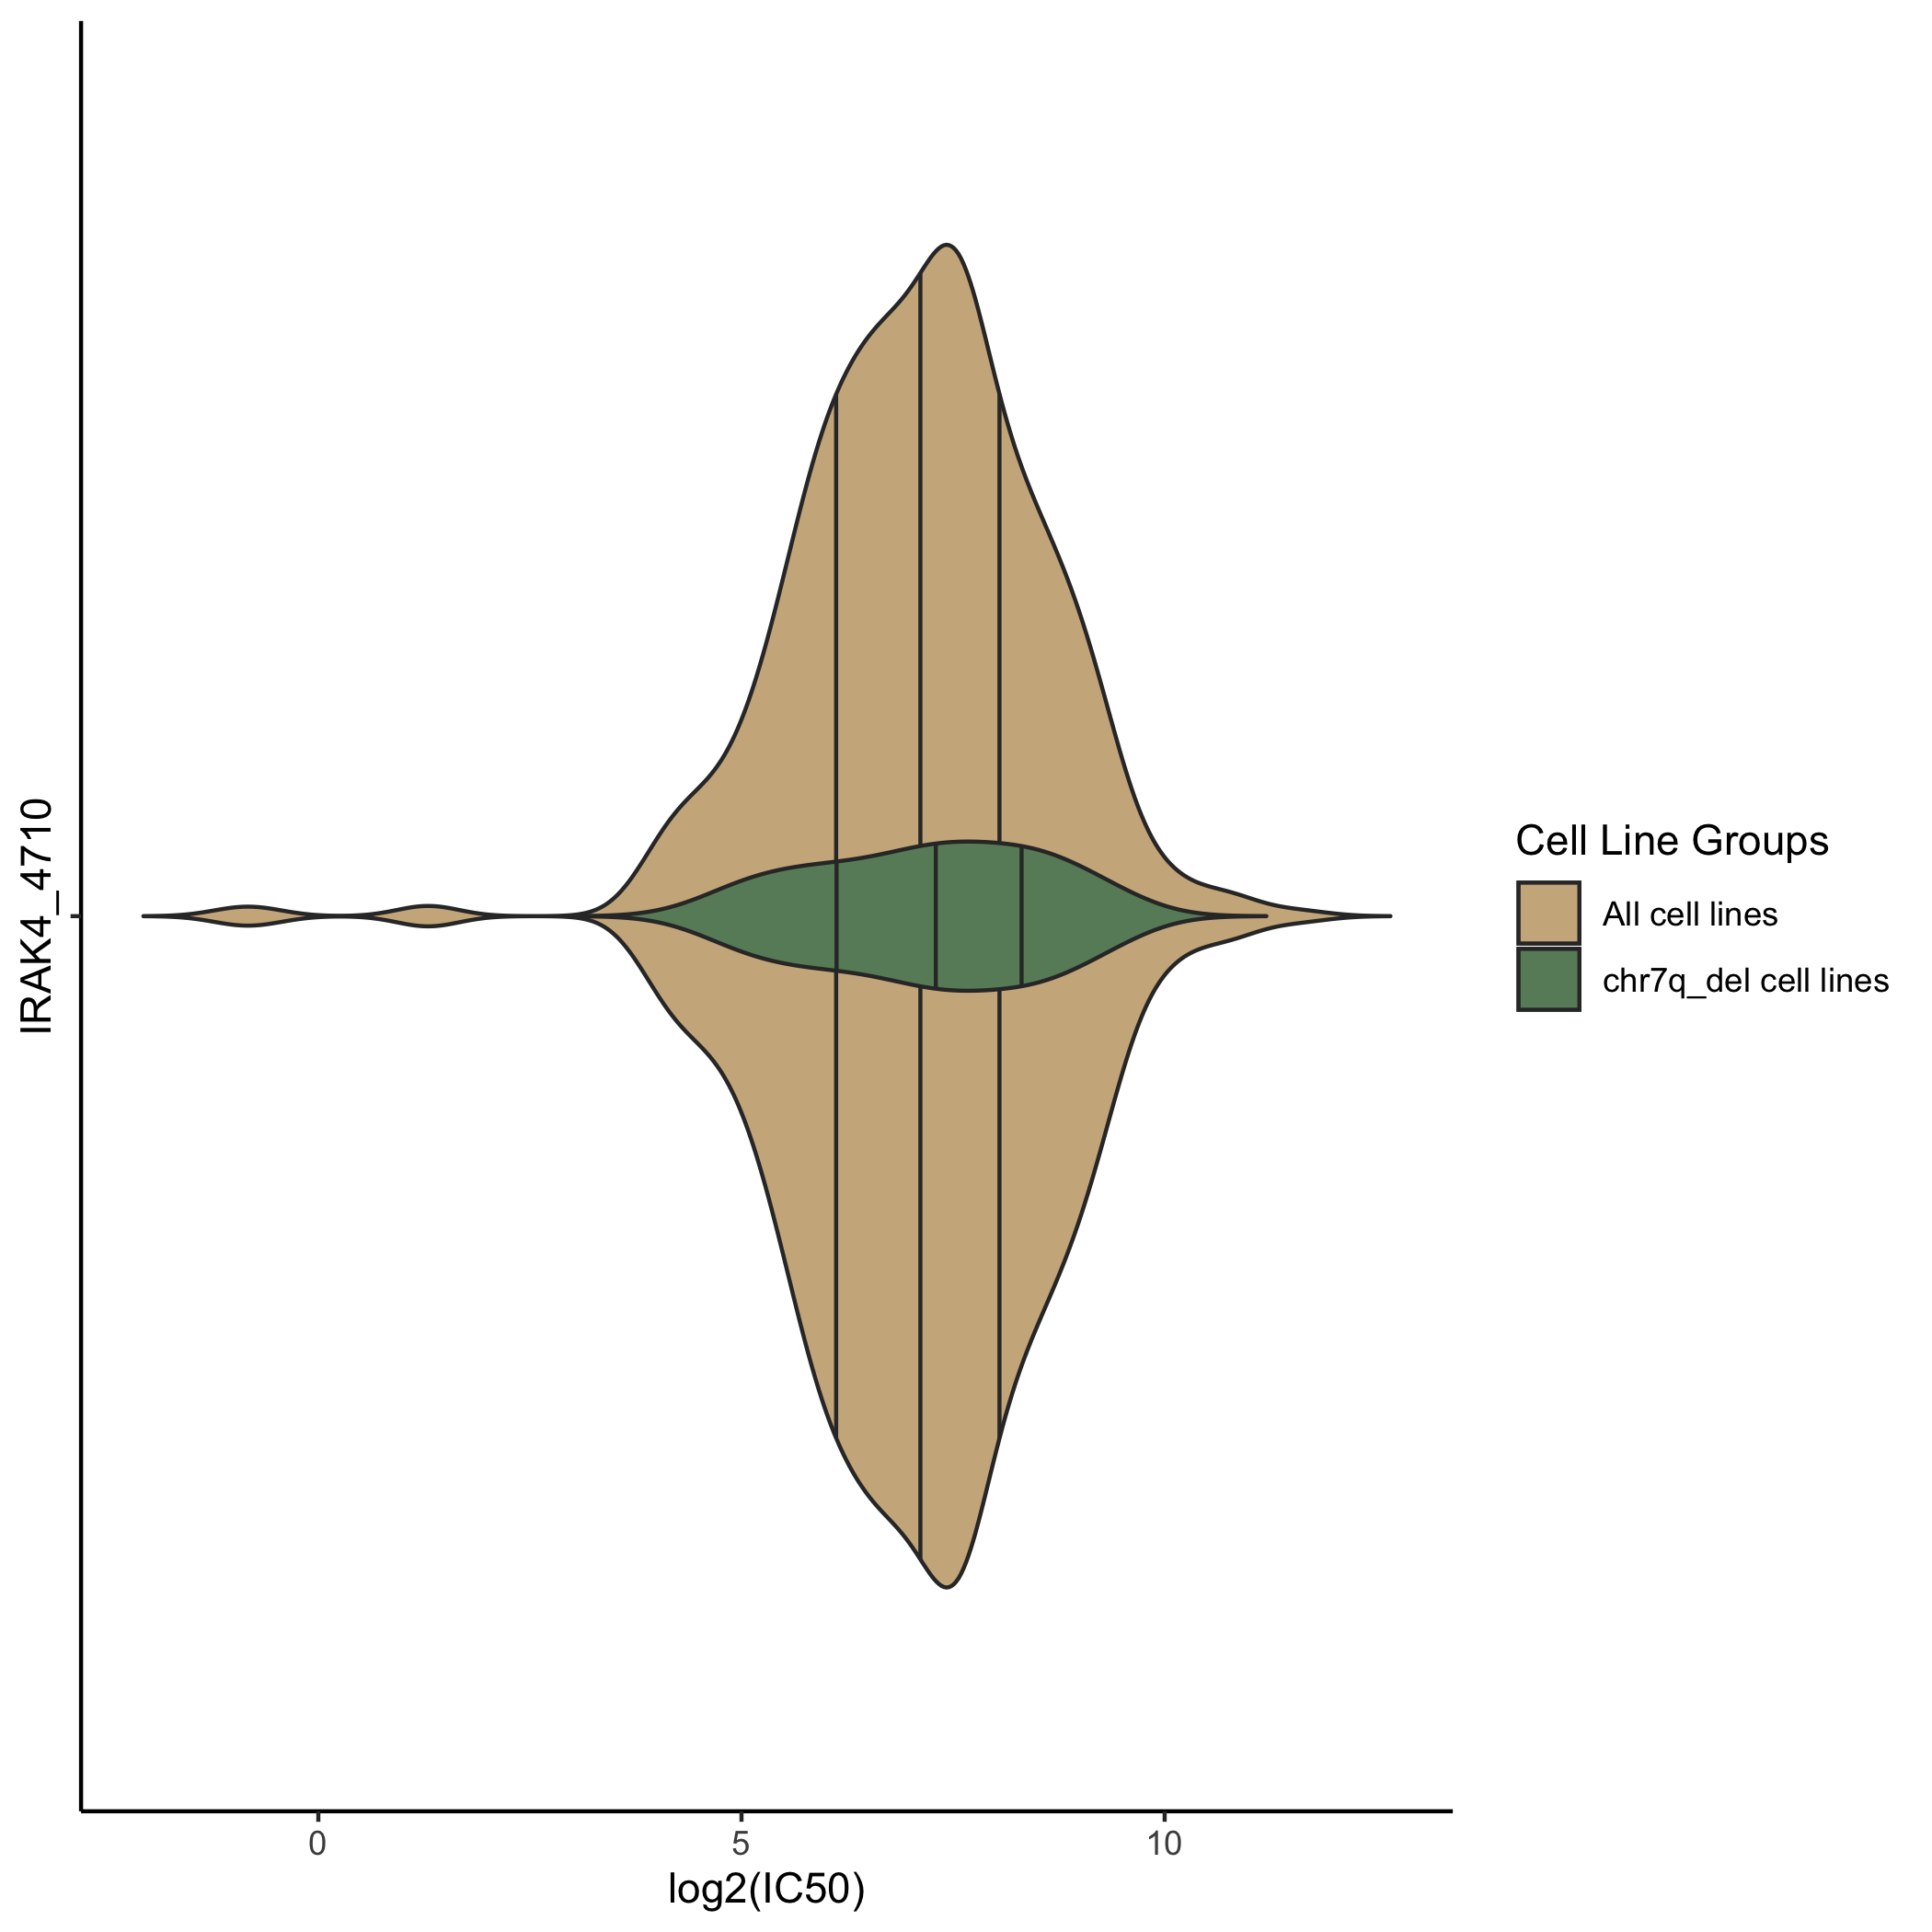 IRAK4_4710
Cell Line Groups
All cell lines
chr7q_del cell lines
0
5
10
log2(IC50)